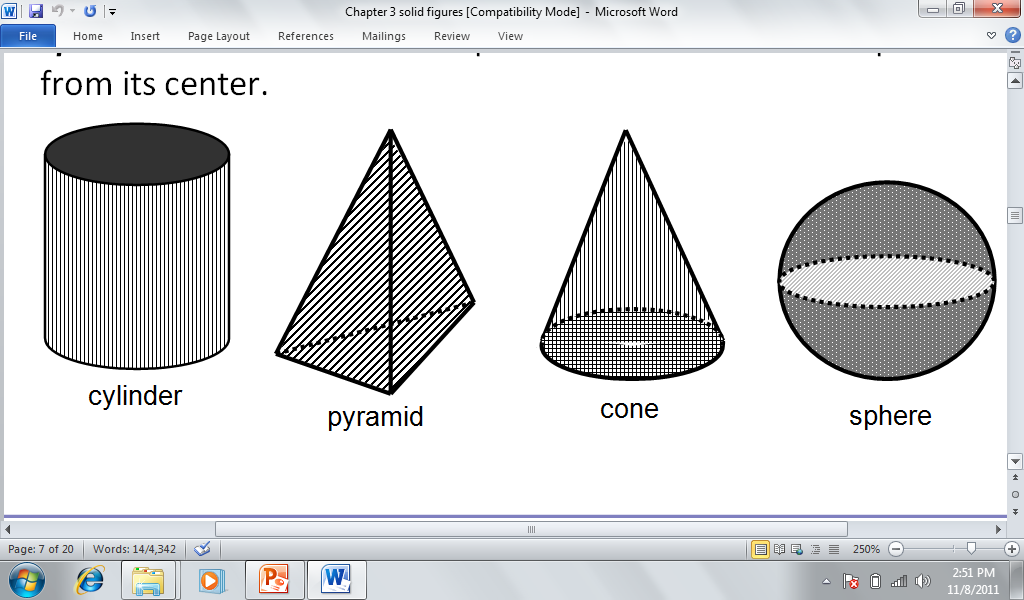 Chapter 3 solid figures [Compatibility Mode] - Microsoft Word
File Home Insert Page Layout References Mailings Review View
from its center.
cylinder
pyramid
cone
sphere
Page: 7 of 20 Words: 14/4,342 250%
2:51 PM
11/8/2011